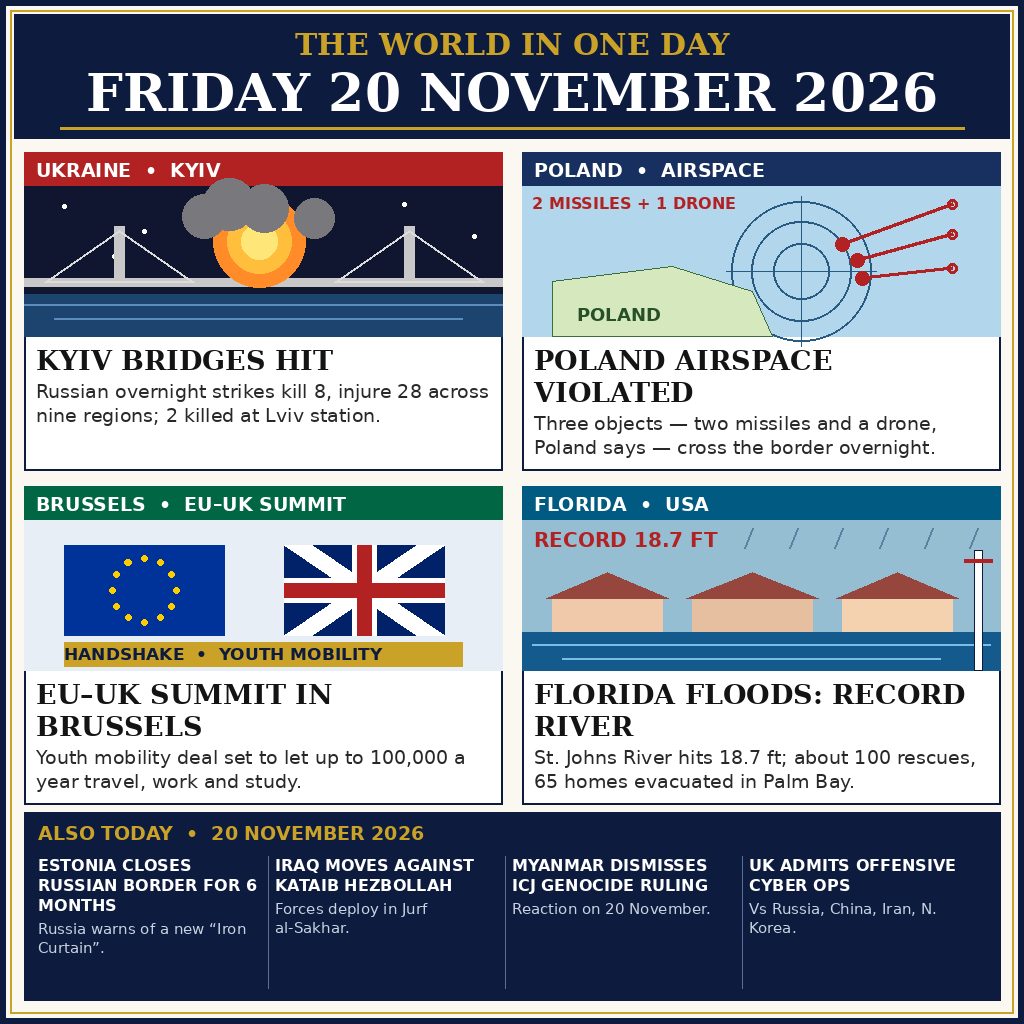 THE WORLD IN ONE DAY
FRIDAY 20 NOVEMBER 2026
UKRAINE • KYIV
KYIV BRIDGES HIT
Russian overnight strikes kill 8, injure 28 across
nine regions; 2 killed at Lviv station.
POLAND • AIRSPACE
2 MISSILES + 1 DRONE
POLAND
POLAND AIRSPACE
VIOLATED
Three objects — two missiles and a drone,
Poland says — cross the border overnight.
BRUSSELS • EU–UK SUMMIT
HANDSHAKE • YOUTH MOBILITY
EU–UK SUMMIT IN
BRUSSELS
Youth mobility deal set to let up to 100,000 a
year travel, work and study.
FLORIDA • USA
RECORD 18.7 FT
FLORIDA FLOODS: RECORD
RIVER
St. Johns River hits 18.7 ft; about 100 rescues,
65 homes evacuated in Palm Bay.
ALSO TODAY • 20 NOVEMBER 2026
ESTONIA CLOSES
RUSSIAN BORDER FOR 6
MONTHS
Russia warns of a new “Iron
Curtain”.
IRAQ MOVES AGAINST
KATAIB HEZBOLLAH
Forces deploy in Jurf
al-Sakhar.
MYANMAR DISMISSES
ICJ GENOCIDE RULING
Reaction on 20 November.
UK ADMITS OFFENSIVE
CYBER OPS
Vs Russia, China, Iran, N.
Korea.